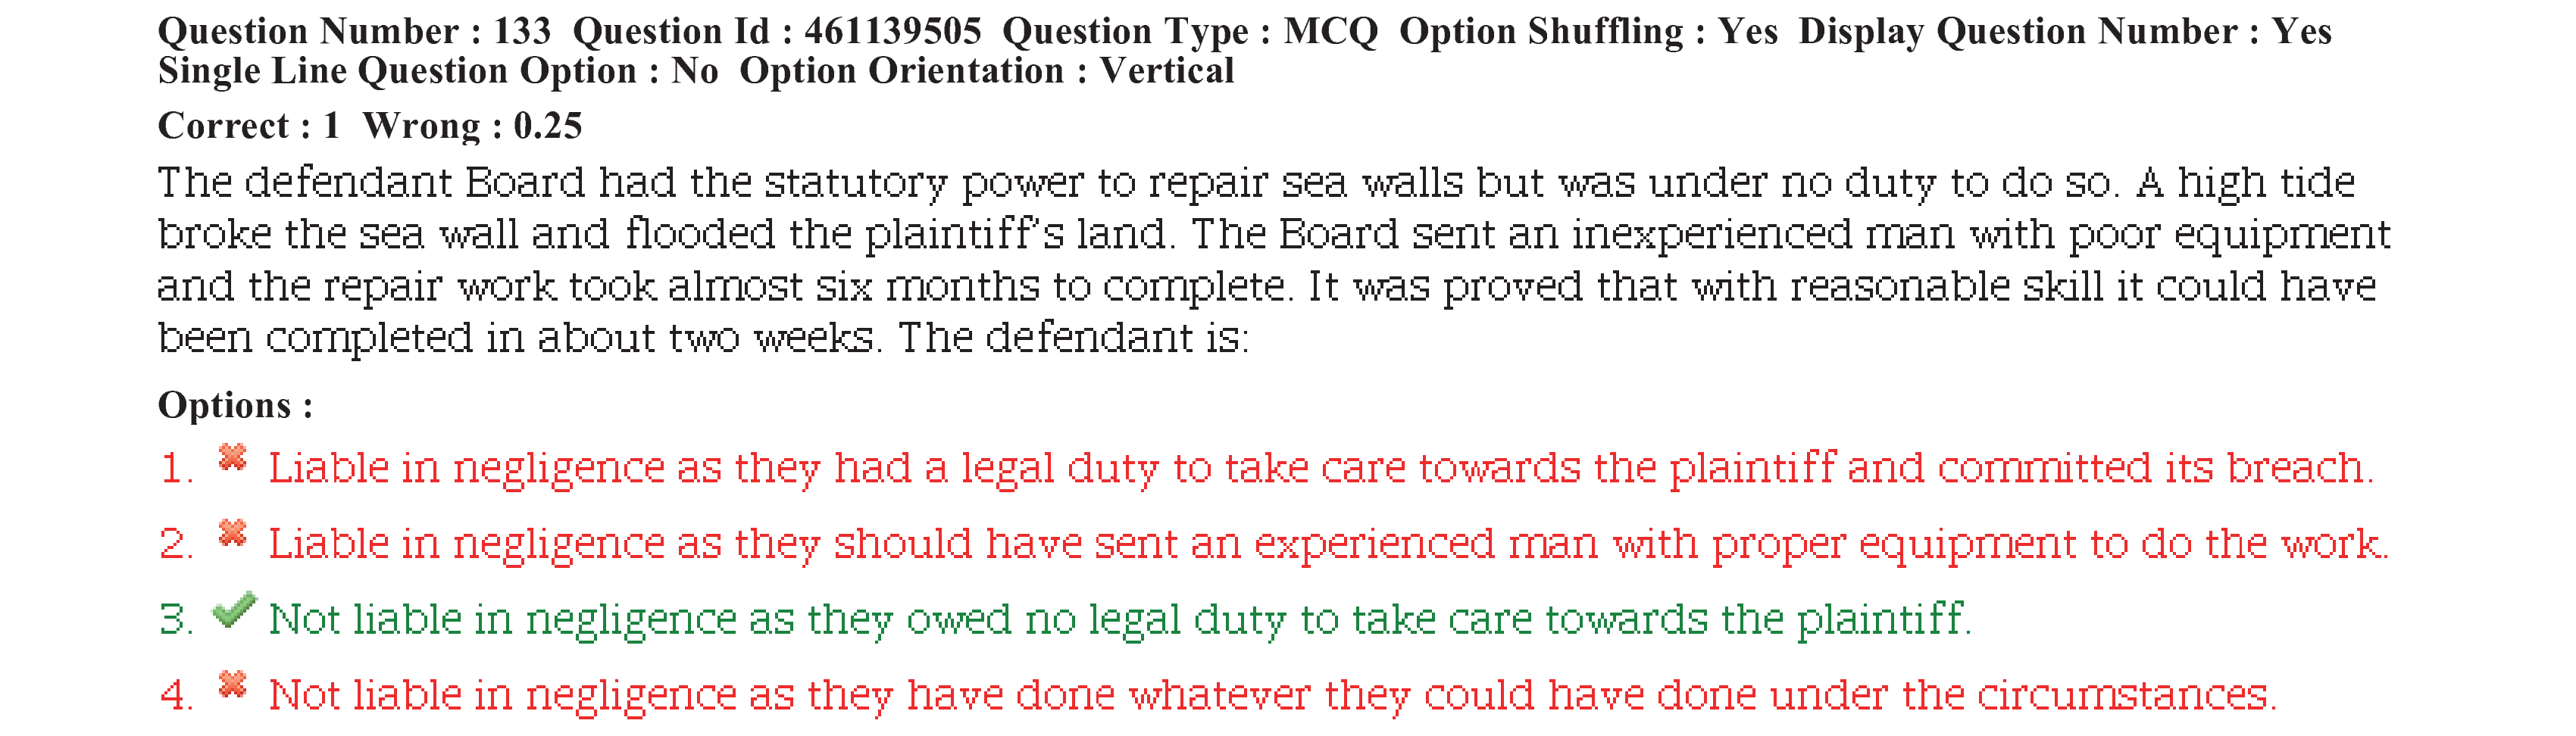 Question Number : 133 Question Id : 461139505 Question Type : MCQ Option Shuffling : Yes Display Question Number : Yes
Single Line Question Option : No Option Orientation : Vertical
Correct : 1 Wrong : 0.25
The defendant Board had the statutory power to repair sea walls but was under no duty to do so. A high tide
broke the sea wall and flooded the plaintiff's land. The Board sent an inexperienced man with poor equipment
and the repair work took almost six months to complete. It was proved that with reasonable skill it could have
been completed in about two weeks. The defendant is:
Options :
1. Liable in negligence as they had a legal duty to take care towards the plaintiff and committed its breach.
2. Liable in negligence as they should have sent an experienced man with proper equipment to do the work.
3. Not liable in negligence as they owed no legal duty to take care towards the plaintiff.
4. Not liable in negligence as they have done whatever they could have done under the circumstances.